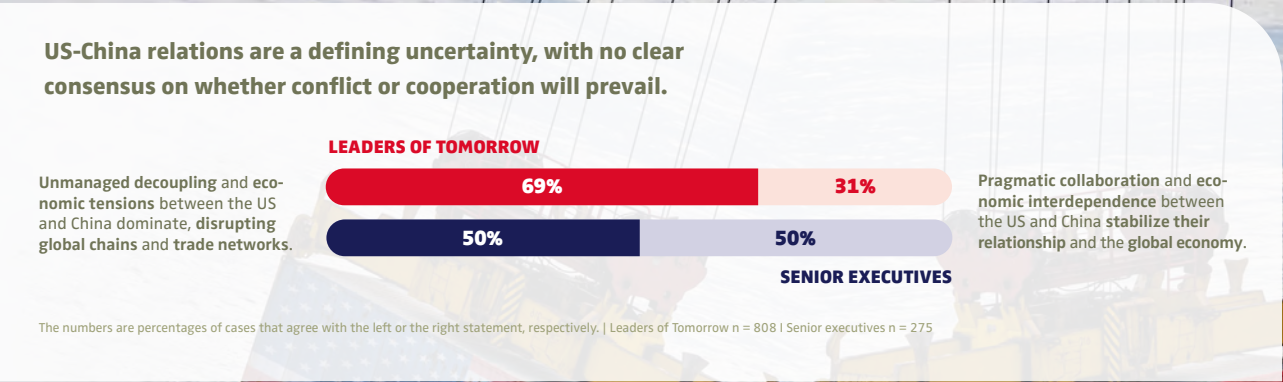 US-China relations are a defining uncertainty, with no clear
consensus on whether conflict or cooperation will prevail.
LEADERS OF TOMORROW
Unmanaged decoupling and eco-
nomic tensions between the US
and China dominate, disrupting
global chains and trade networks.
69%
31%
50%
50%
Pragmatic collaboration and eco-
nomic interdependence between
the US and China stabilize their
relationship and the global economy.
SENIOR EXECUTIVES
The numbers are percentages of cases that agree with the left or the right statement, respectively. | Leaders of Tomorrow n = 808 I Senior executives n = 275